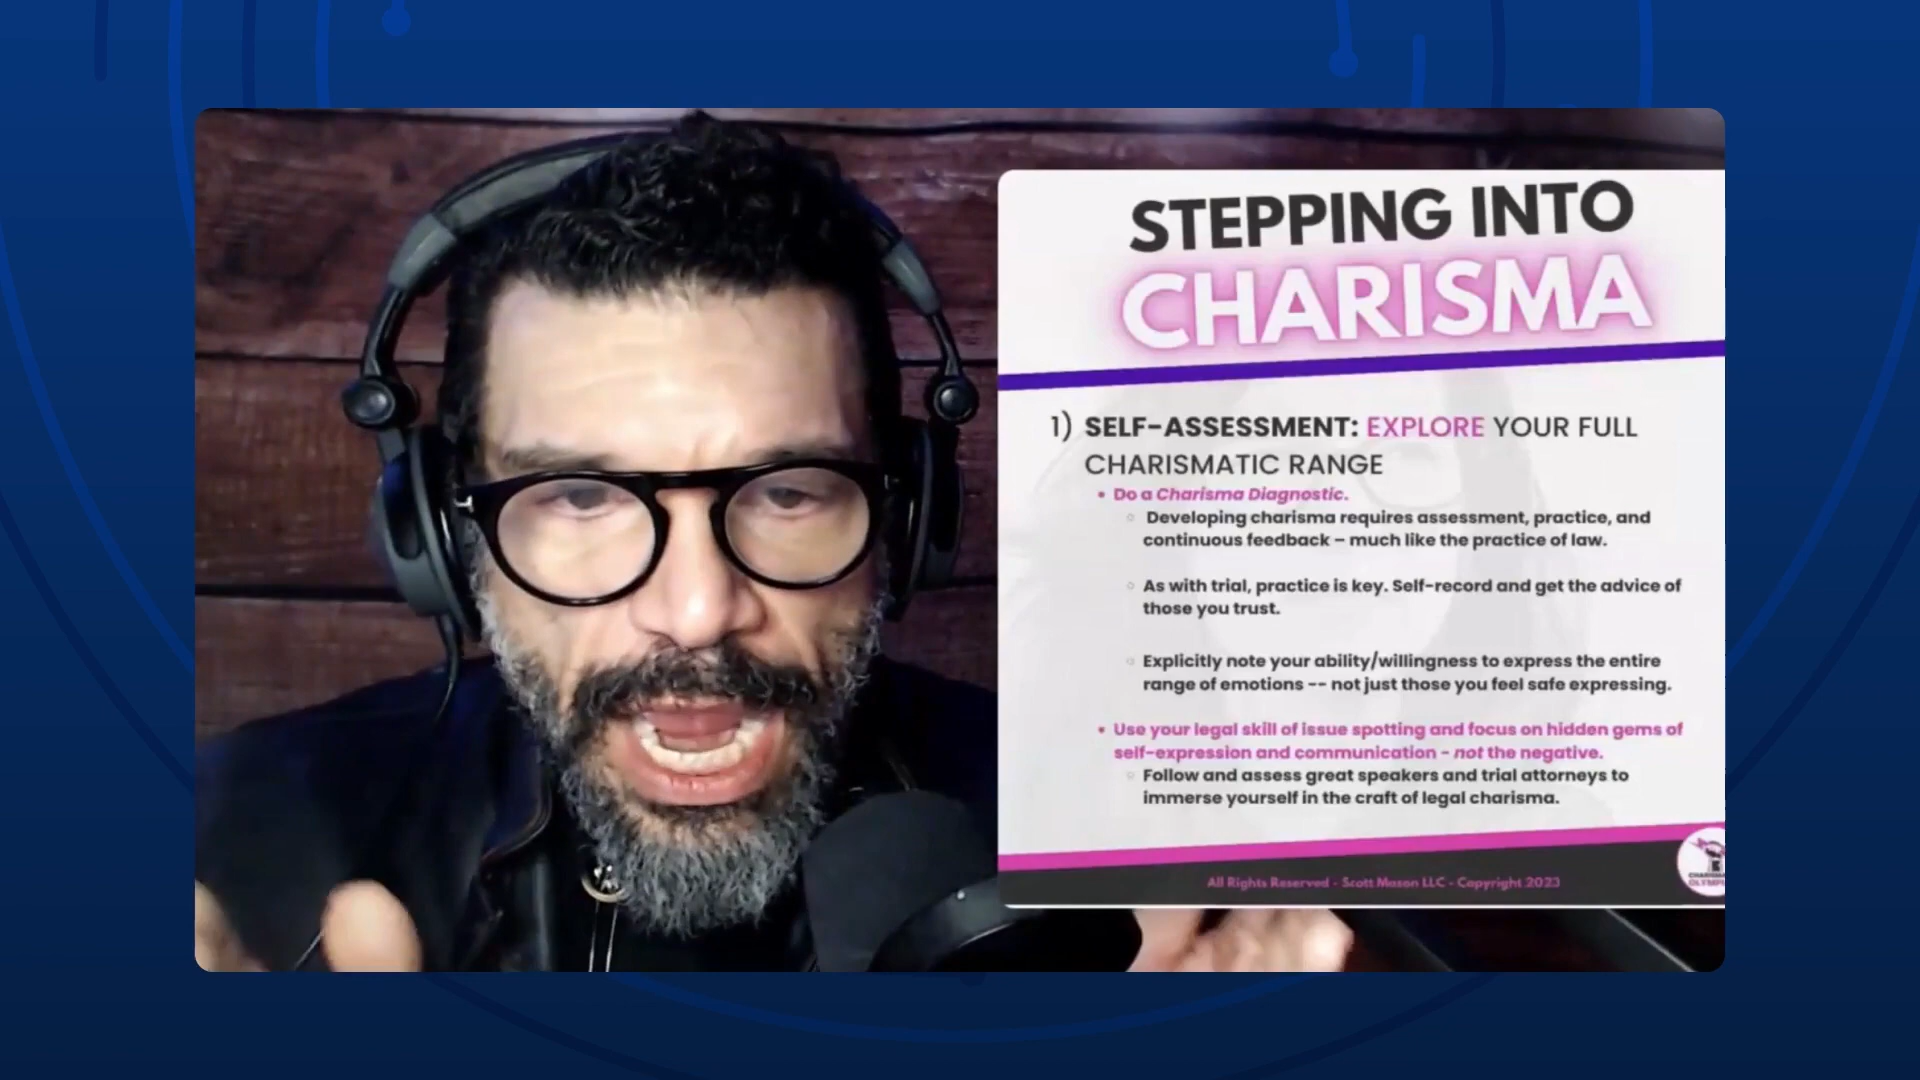 STEPPING INTO
CHARISMA
1) SELF-ASSESSMENT: EXPLORE YOUR FULL
CHARISMATIC RANGE
• Do a Charisma Diagnostic.
○ Developing charisma requires assessment, practice, and
continuous feedback – much like the practice of law.
○ As with trial, practice is key. Self-record and get the advice of
those you trust.
○ Explicitly note your ability/willingness to express the entire
range of emotions -- not just those you feel safe expressing.
• Use your legal skill of issue spotting and focus on hidden gems of
self-expression and communication - not the negative.
○ Follow and assess great speakers and trial attorneys to
immerse yourself in the craft of legal charisma.
All Rights Reserved - Scott Mason LLC - Copyright 2023